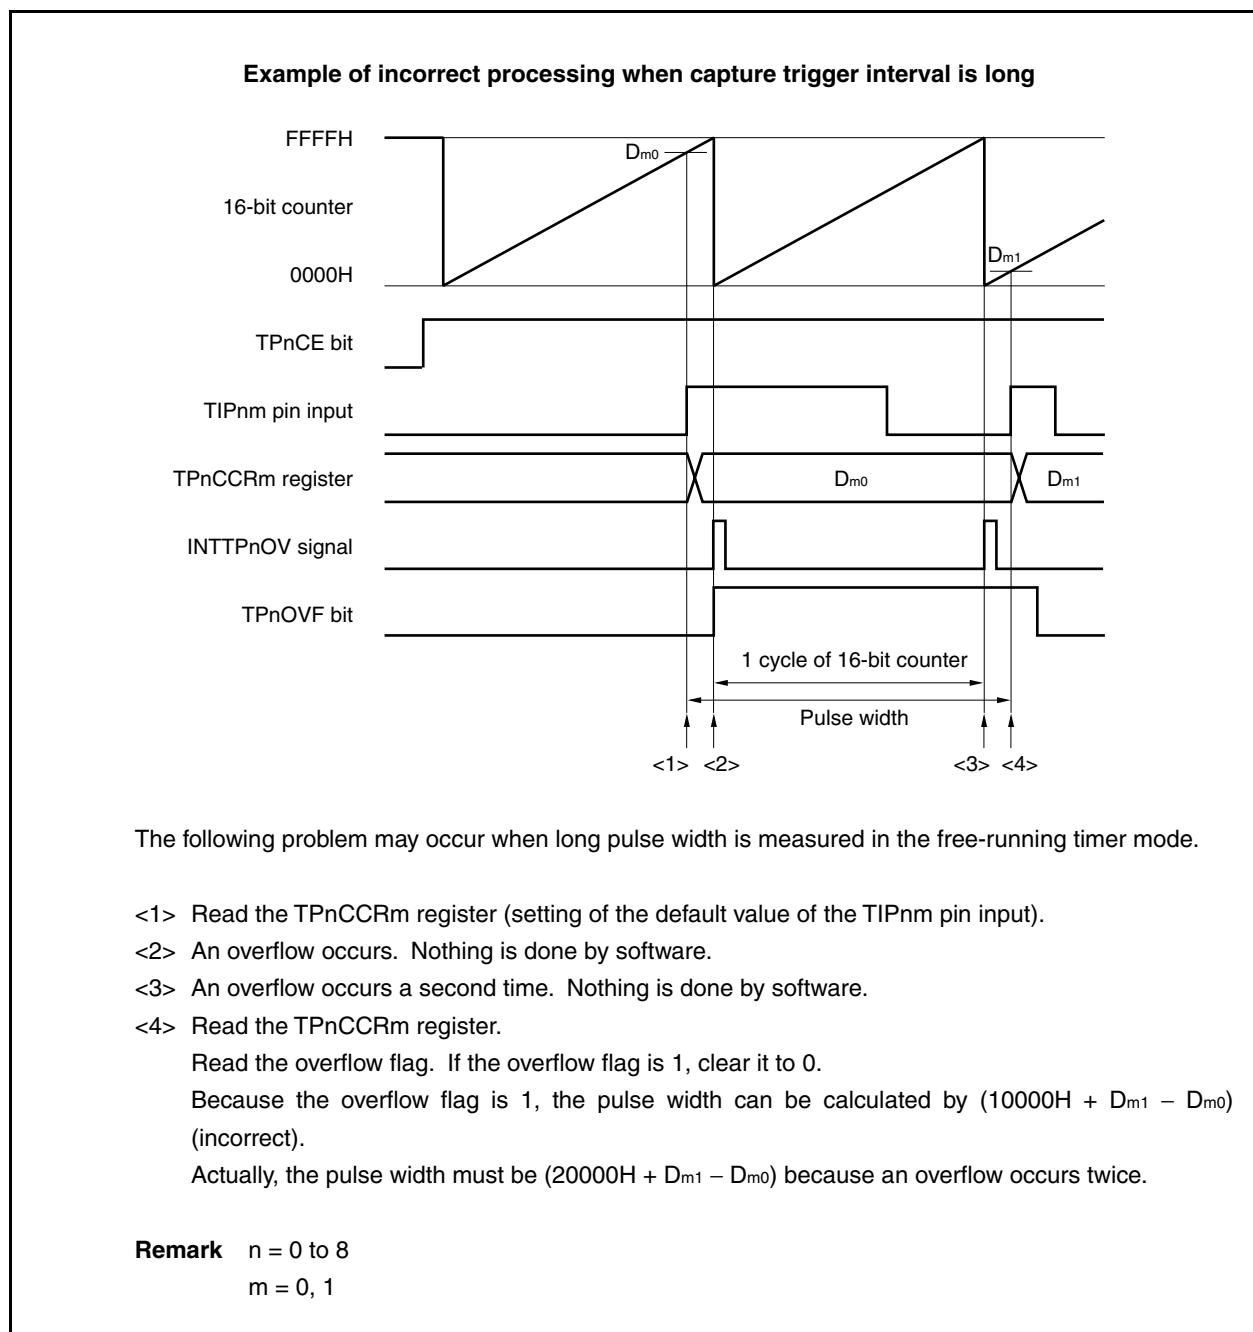 Example of incorrect processing when capture trigger interval is long
FFFFH
Dm0
16-bit counter
Dm1
0000H
TPnCE bit
TIPnm pin input
TPnCCRm register
Dm0
Dm1
INTTPnOV signal
TPnOVF bit
1 cycle of 16-bit counter
Pulse width
<1> <2> <3> <4>
The following problem may occur when long pulse width is measured in the free-running timer mode.
<1> Read the TPnCCRm register (setting of the default value of the TIPnm pin input).
<2> An overflow occurs. Nothing is done by software.
<3> An overflow occurs a second time. Nothing is done by software.
<4> Read the TPnCCRm register.
Read the overflow flag. If the overflow flag is 1, clear it to 0.
Because the overflow flag is 1, the pulse width can be calculated by (10000H + Dm1 − Dm0)
(incorrect).
Actually, the pulse width must be (20000H + Dm1 − Dm0) because an overflow occurs twice.
Remark n = 0 to 8
m = 0, 1